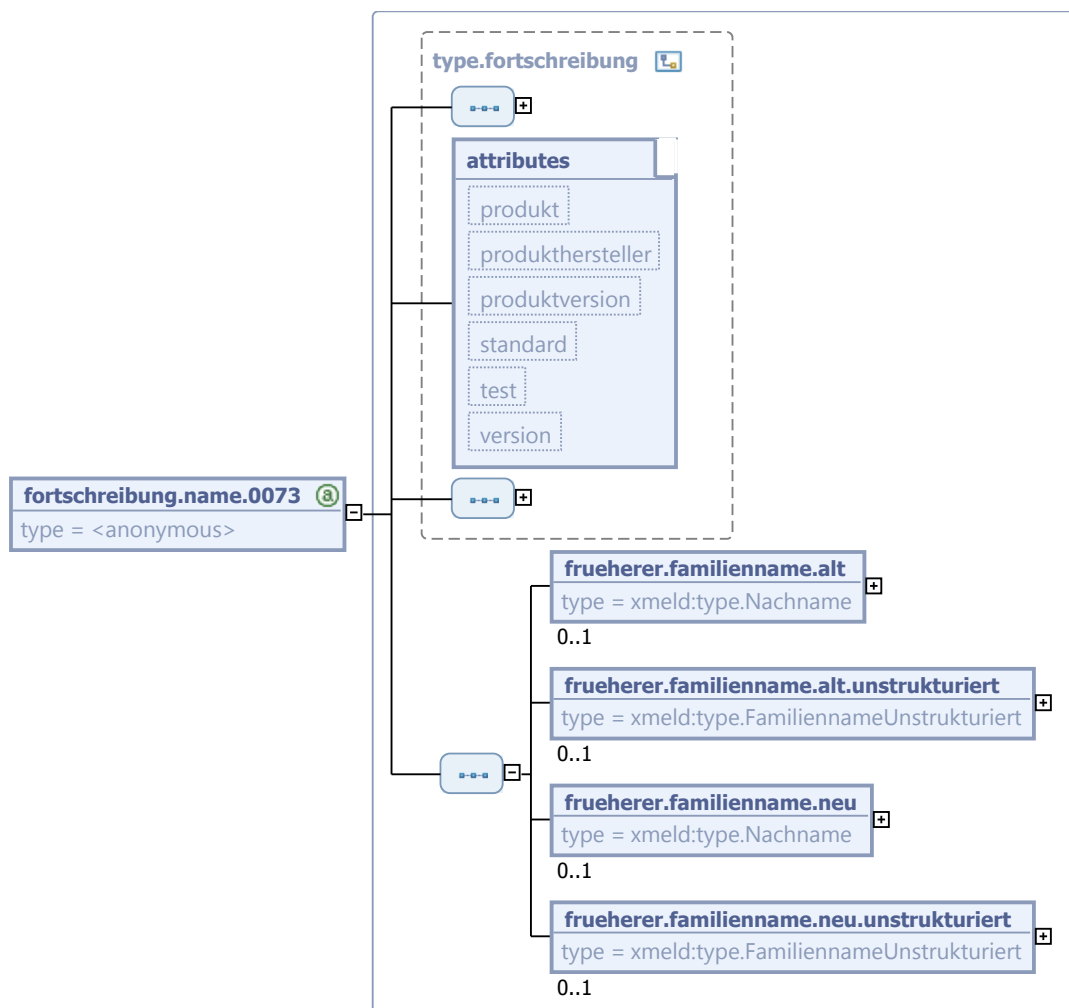 type.fortschreibung
attributes
produkt
produkthersteller
produktversion
standard
test
version
fortschreibung.name.0073
type = <anonymous>
frueherer.familienname.alt
type = xmeld:type.Nachname
0..1
frueherer.familienname.alt.unstrukturiert
type = xmeld:type.FamiliennameUnstrukturiert
0..1
frueherer.familienname.neu
type = xmeld:type.Nachname
0..1
frueherer.familienname.neu.unstrukturiert
type = xmeld:type.FamiliennameUnstrukturiert
0..1